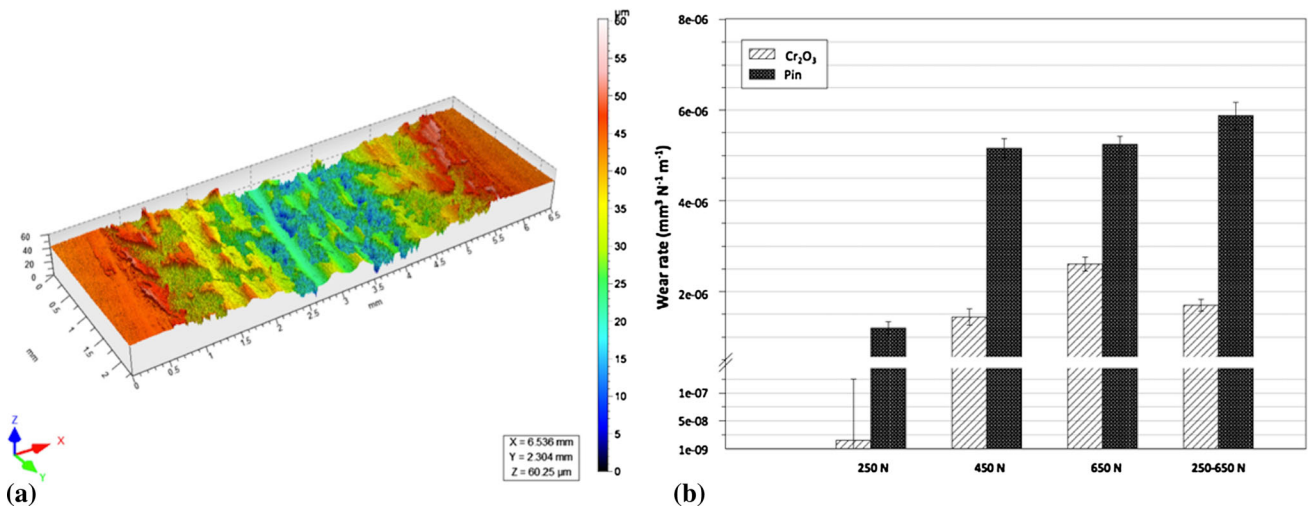 µm
60
50
45
40
35
30
25
20
15
10
5
0
60
40
20
0
0
0.5
1
1.5
2
mm
0
0.5
1
1.5
2
2.5
3
3.5
4
4.5
5
5.5
6
6.5
mm
Z
X
Y
X = 6.536 mm
Y = 2.304 mm
Z = 60.25 µm
(a)
Wear rate (mm³ N⁻¹ m⁻¹)
8e-06
6e-06
4e-06
2e-06
1e-07
5e-08
1e-09
Cr₂O₃
Pin
250 N
450 N
650 N
250-650 N
(b)